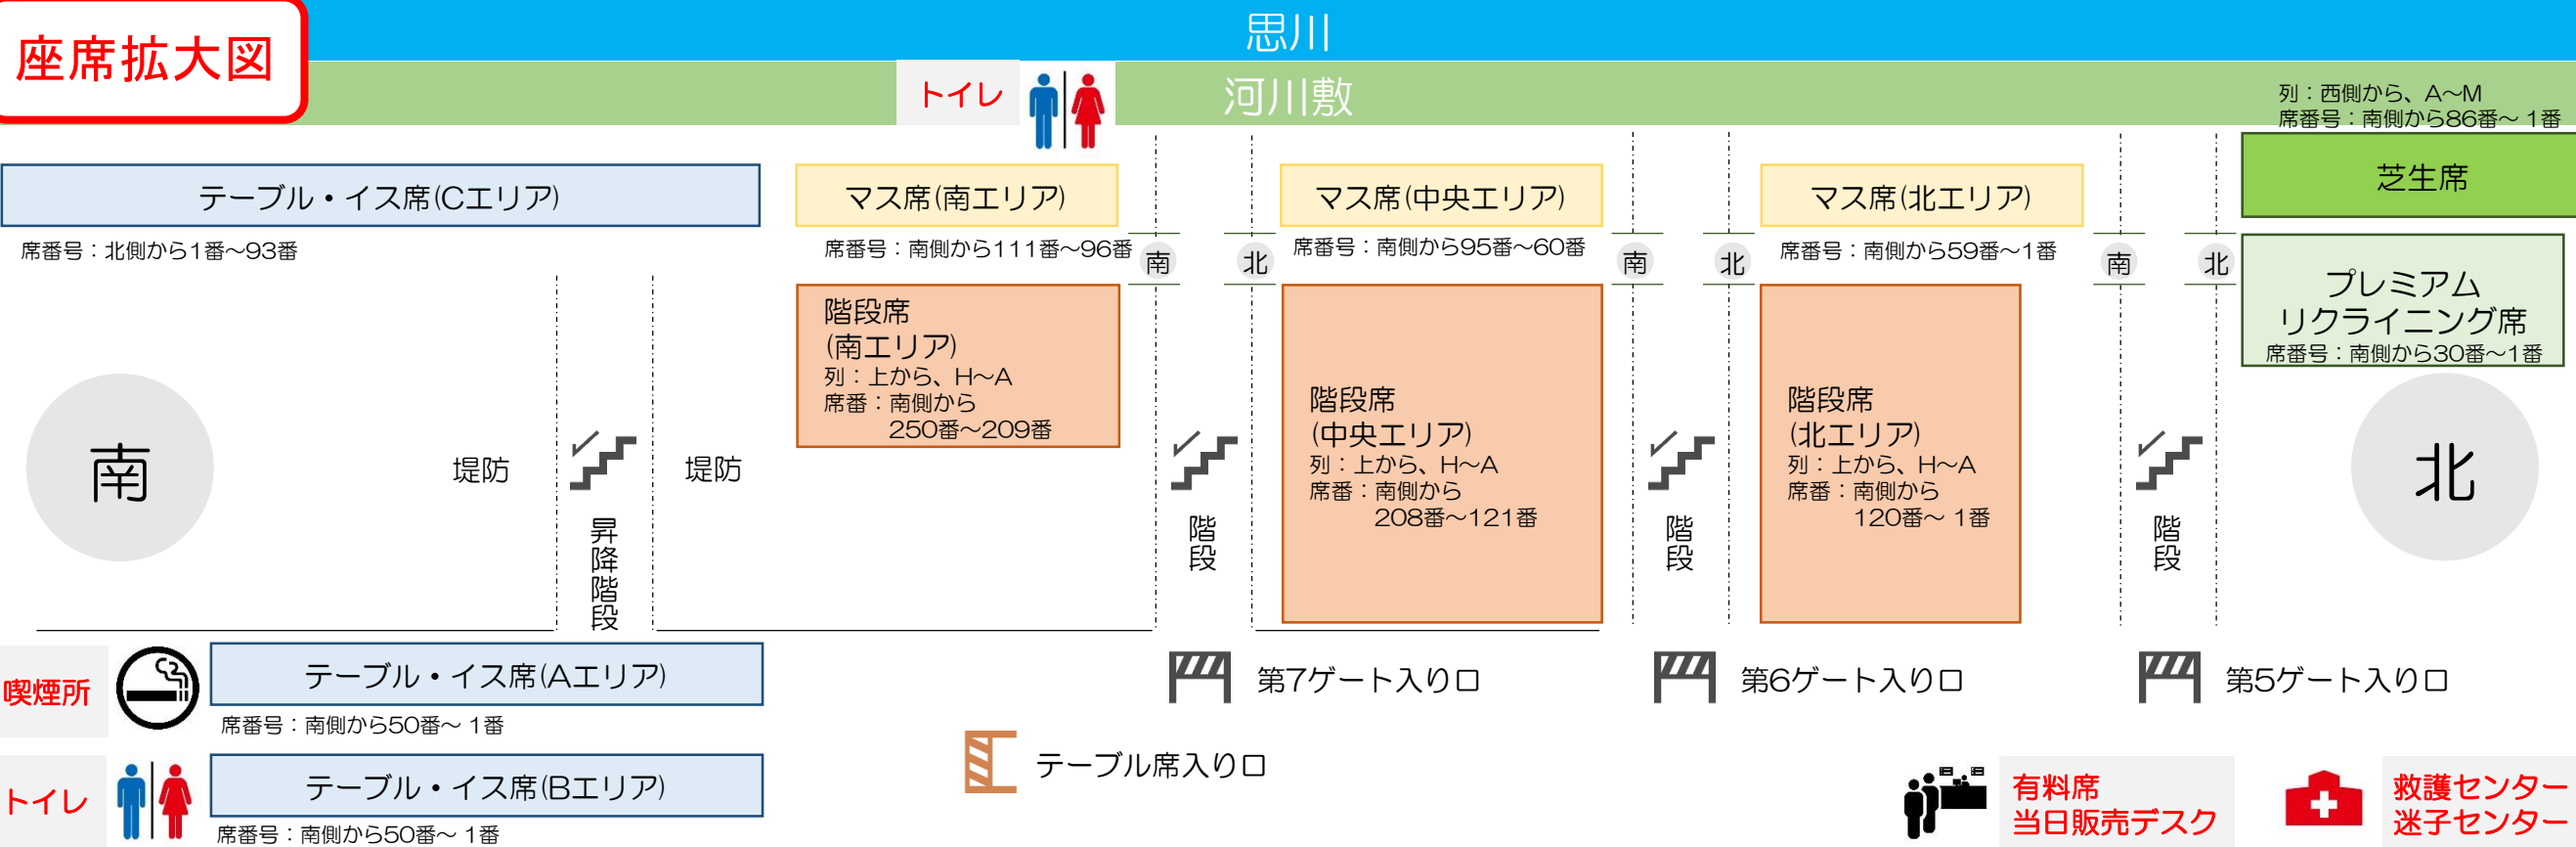 座席拡大図
思川
河川敷
トイレ
列：西側から、A～M
席番号：南側から86番～ 1番
芝生席
テーブル・イス席(Cエリア)
席番号：北側から1番～93番
マス席(南エリア)
席番号：南側から111番～96番
マス席(中央エリア)
席番号：南側から95番～60番
マス席(北エリア)
席番号：南側から59番～1番
南
北
南
北
南
北
プレミアム
リクライニング席
席番号：南側から30番～1番
階段席
(南エリア)
列：上から、H～A
席番：南側から
250番～209番
階段席
(中央エリア)
列：上から、H～A
席番：南側から
208番～121番
階段席
(北エリア)
列：上から、H～A
席番：南側から
120番～ 1番
南
堤防
昇降階段
堤防
階段
階段
階段
北
喫煙所
テーブル・イス席(Aエリア)
席番号：南側から50番～ 1番
第7ゲート入り口
第6ゲート入り口
第5ゲート入り口
トイレ
テーブル・イス席(Bエリア)
席番号：南側から50番～ 1番
テーブル席入り口
有料席
当日販売デスク
救護センター
迷子センター